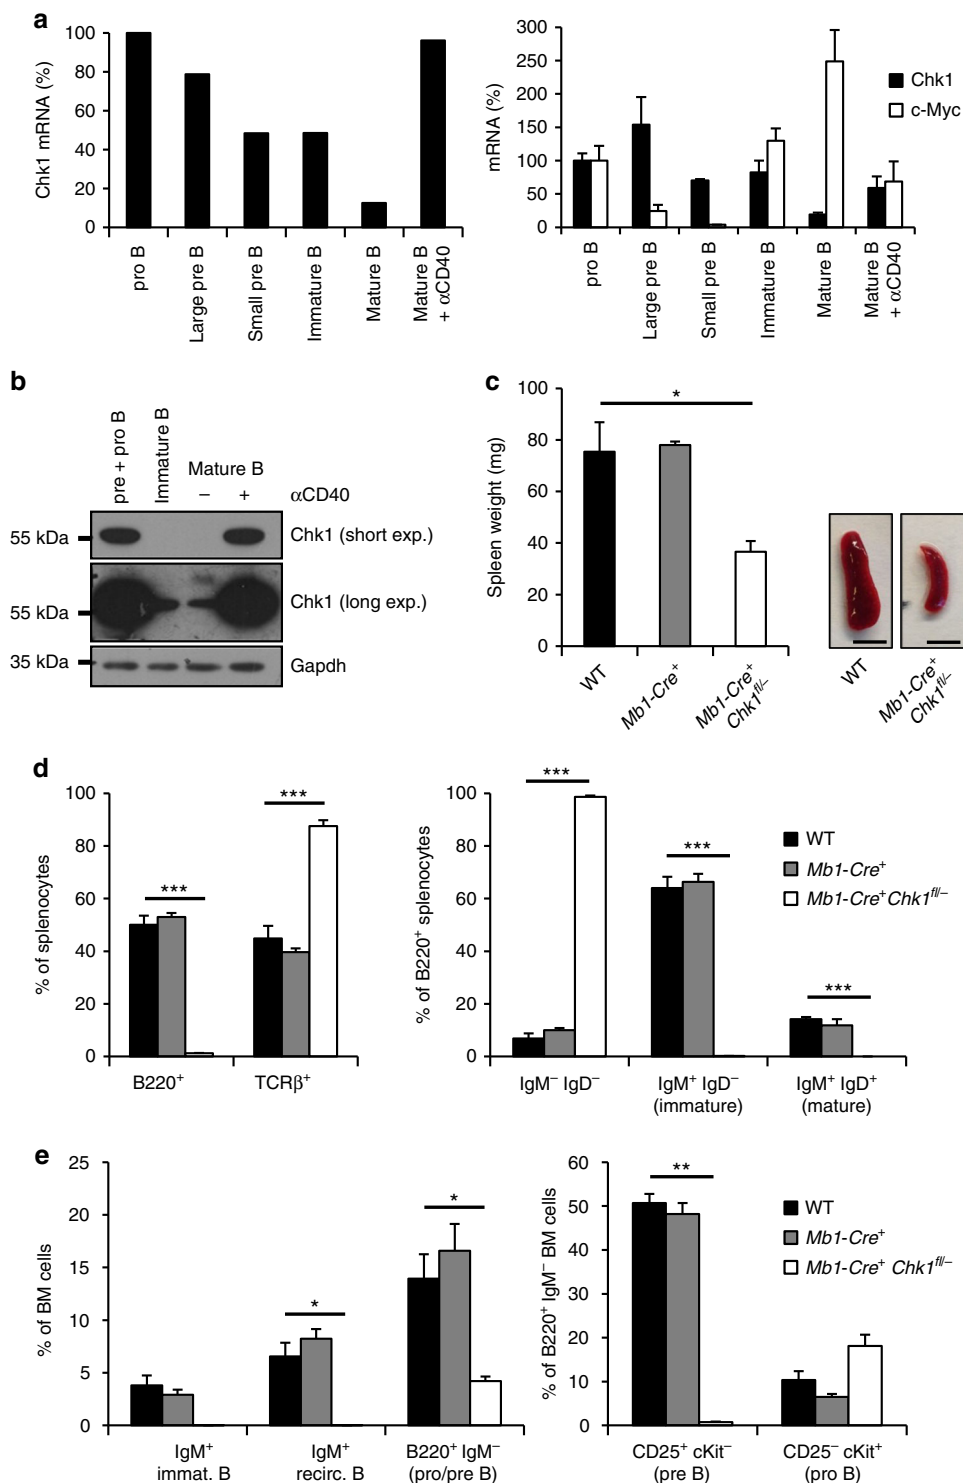 a
Chk1 mRNA (%)
100
80
60
40
20
0
pro B
Large pre B
Small pre B
Immature B
Mature B
Mature B
+ αCD40
mRNA (%)
300
250
200
150
100
50
0
Chk1
c-Myc
pro B
Large pre B
Small pre B
Immature B
Mature B
Mature B
+ αCD40
b
pre + pro B
Immature B
Mature B
– + αCD40
55 kDa
Chk1 (short exp.)
55 kDa
Chk1 (long exp.)
35 kDa
Gapdh
c
Spleen weight (mg)
100
80
60
40
20
0
*
WT
Mb1-Cre⁺
Mb1-Cre⁺
Chk1ᶠˡ/⁻
WT
Mb1-Cre⁺
Chk1ᶠˡ/⁻
d
% of splenocytes
100
80
60
40
20
0
***
***
B220⁺
TCRβ⁺
% of B220⁺ splenocytes
100
80
60
40
20
0
***
***
***
IgM⁻ IgD⁻
IgM⁺ IgD⁻
(immature)
IgM⁺ IgD⁺
(mature)
WT
Mb1-Cre⁺
Mb1-Cre⁺Chk1ᶠˡ/⁻
e
% of BM cells
25
20
15
10
5
0
*
*
IgM⁺
immat. B
IgM⁺
recirc. B
B220⁺ IgM⁻
(pro/pre B)
% of B220⁺ IgM⁻ BM cells
60
50
40
30
20
10
0
**
CD25⁺ cKit⁻
(pre B)
CD25⁻ cKit⁺
(pro B)
WT
Mb1-Cre⁺
Mb1-Cre⁺ Chk1ᶠˡ/⁻